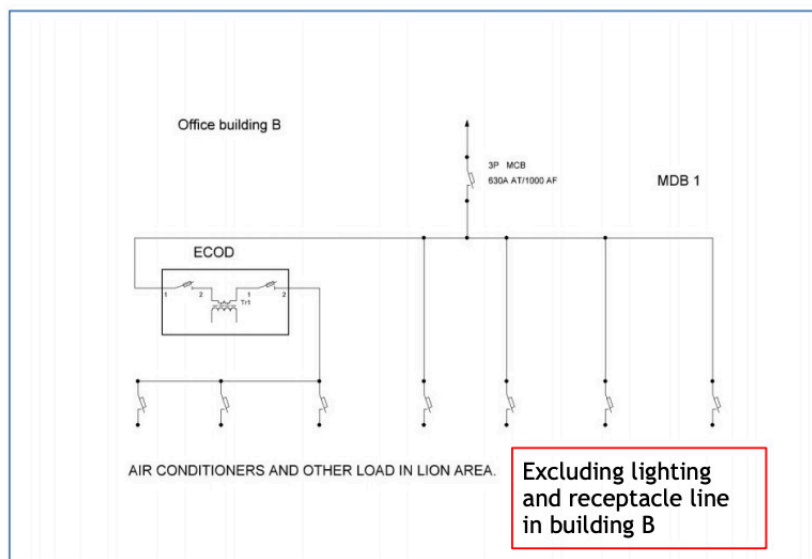 Office building B
3P MCB
630A AT/1000 AF
MDB 1
ECOD
1 2 1 2
Tr1
AIR CONDITIONERS AND OTHER LOAD IN LION AREA.
Excluding lighting
and receptacle line
in building B